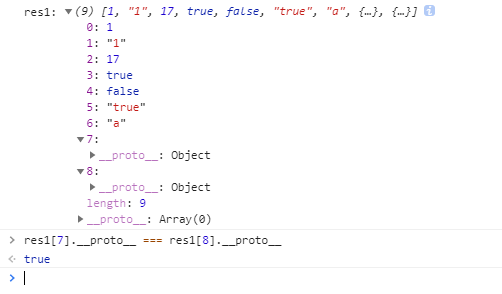 res1: ▼(9) [1, "1", 17, true, false, "true", "a", {…}, {…}] i
0: 1
1: "1"
2: 17
3: true
4: false
5: "true"
6: "a"
▼7:
▶__proto__: Object
▼8:
▶__proto__: Object
length: 9
▶__proto__: Array(0)
> res1[7].__proto__ === res1[8].__proto__
<· true
>